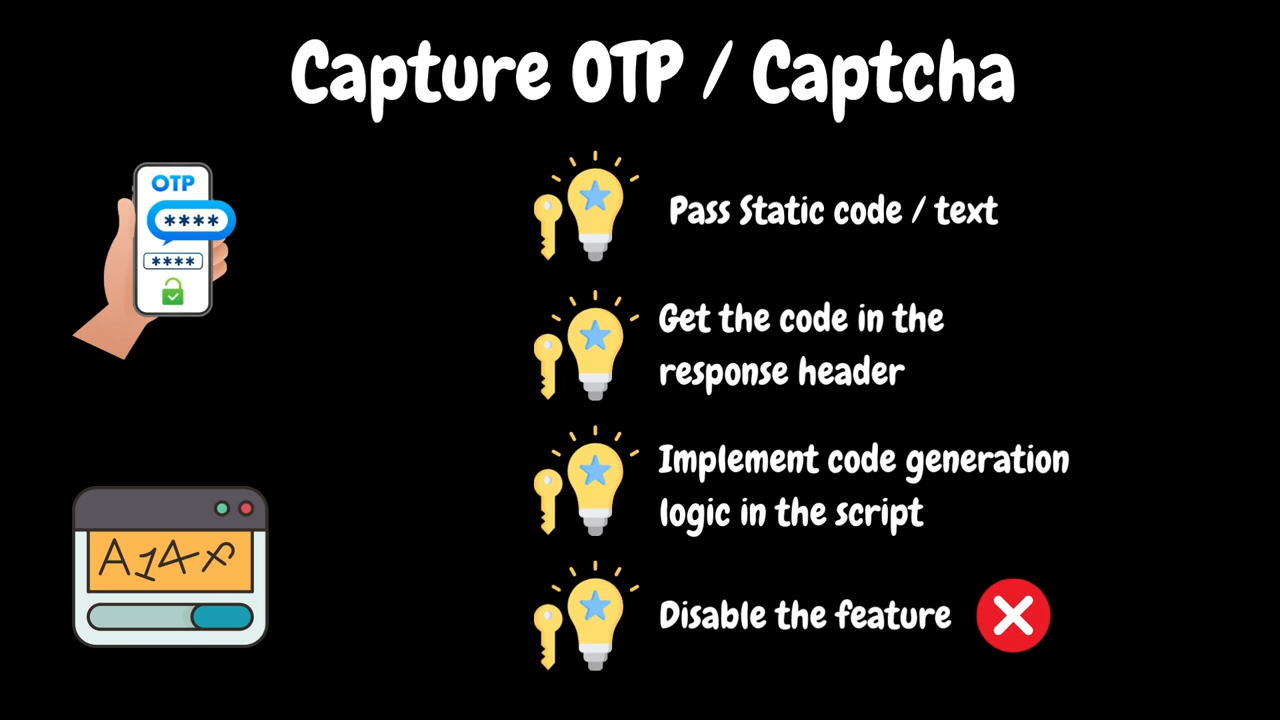 Capture OTP / Captcha
OTP
****
****
Pass Static code / text
Get the code in the
response header
Implement code generation
logic in the script
A14f
Disable the feature